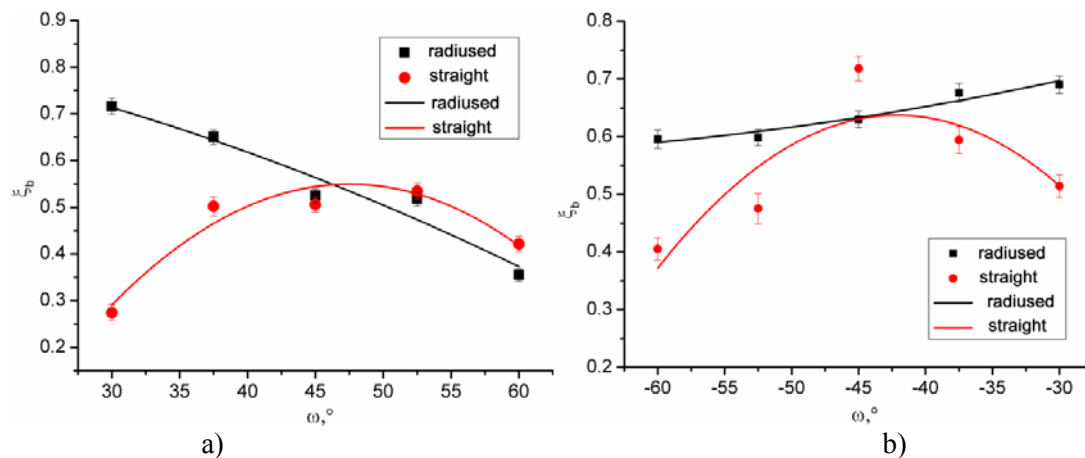 0.9
0.8
0.7
0.6
0.5
0.4
0.3
0.2
ξb
30 35 40 45 50 55 60
ω,°
radiused
straight
radiused
straight
a)
0.8
0.7
0.6
0.5
0.4
0.3
0.2
ξb
-60 -55 -50 -45 -40 -35 -30
ω,°
radiused
straight
radiused
straight
b)